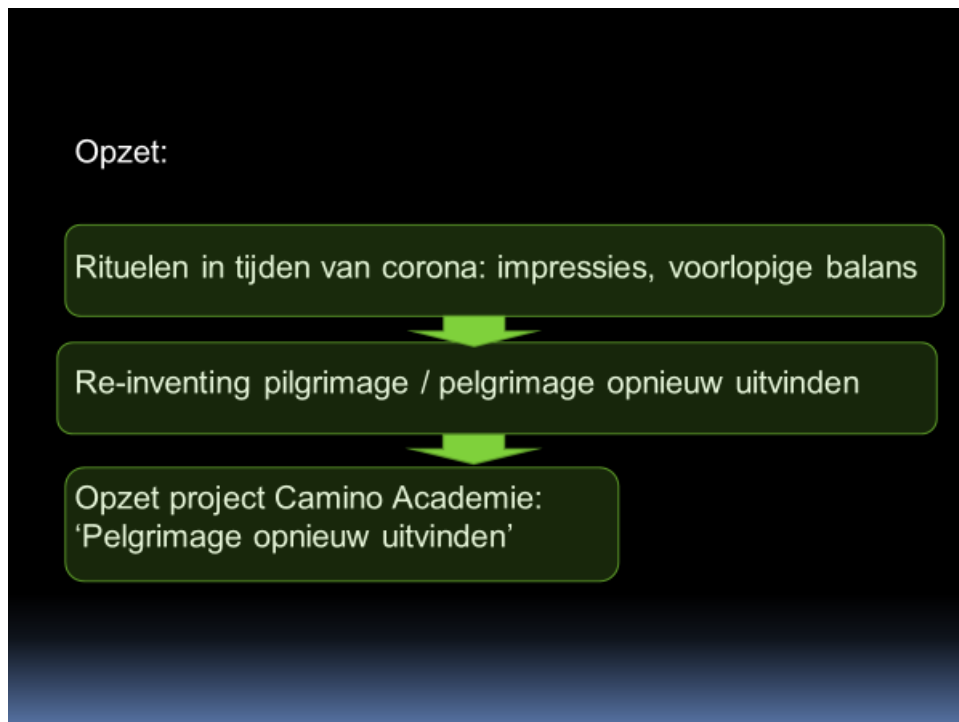 Opzet:
Rituelen in tijden van corona: impressies, voorlopige balans
Re-inventing pilgrimage / pelgrimage opnieuw uitvinden
Opzet project Camino Academie:
‘Pelgrimage opnieuw uitvinden’